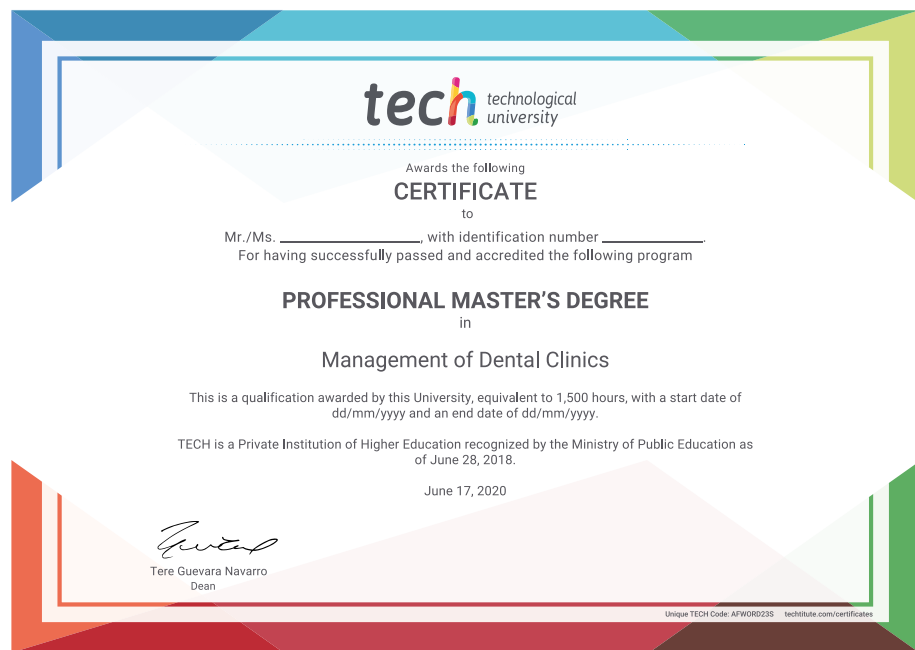 tech technological
university
Awards the following
CERTIFICATE
to
Mr./Ms. ____________________, with identification number ______________.
For having successfully passed and accredited the following program
PROFESSIONAL MASTER'S DEGREE
in
Management of Dental Clinics
This is a qualification awarded by this University, equivalent to 1,500 hours, with a start date of
dd/mm/yyyy and an end date of dd/mm/yyyy.
TECH is a Private Institution of Higher Education recognized by the Ministry of Public Education as
of June 28, 2018.
June 17, 2020
Tere Guevara Navarro
Dean
Unique TECH Code: AFWORD23S techtitute.com/certificates